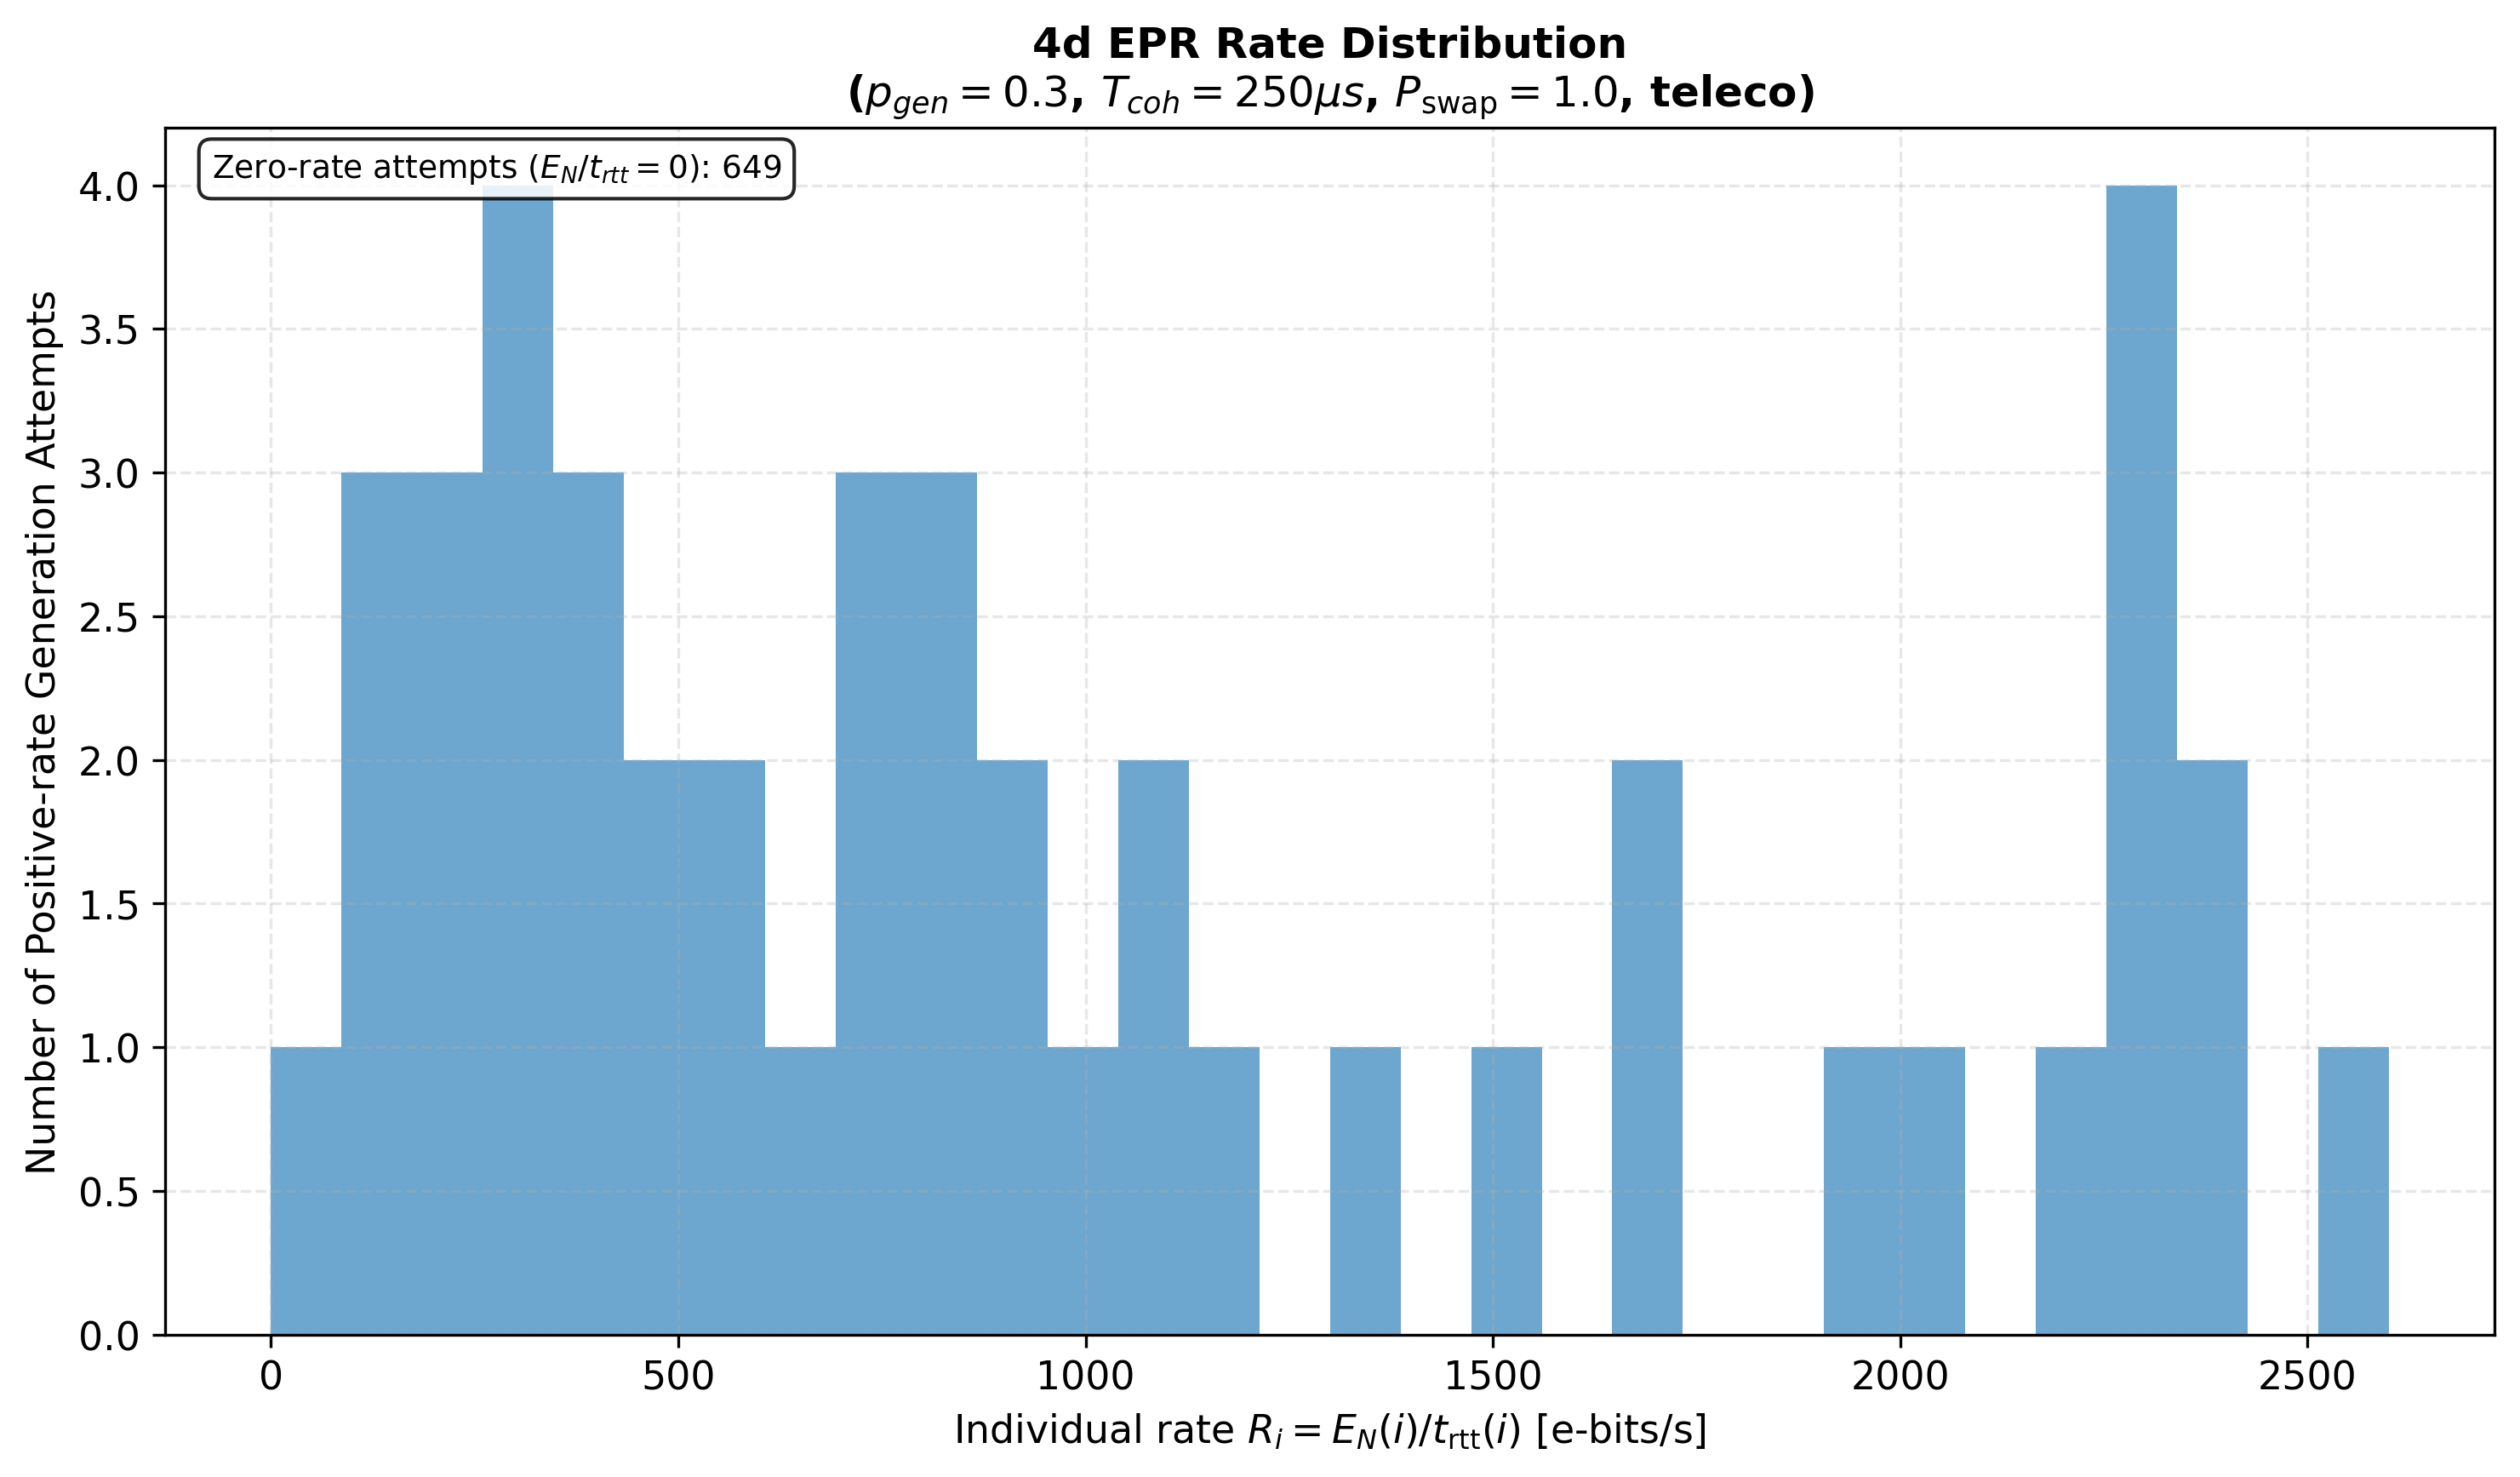 4d EPR Rate Distribution
(p_gen = 0.3, T_coh = 250μs, P_swap = 1.0, teleco)
Zero-rate attempts (E_N/t_rtt = 0): 649
Number of Positive-rate Generation Attempts
4.0
3.5
3.0
2.5
2.0
1.5
1.0
0.5
0.0
0 500 1000 1500 2000 2500
Individual rate R_i = E_N(i)/t_rtt(i) [e-bits/s]